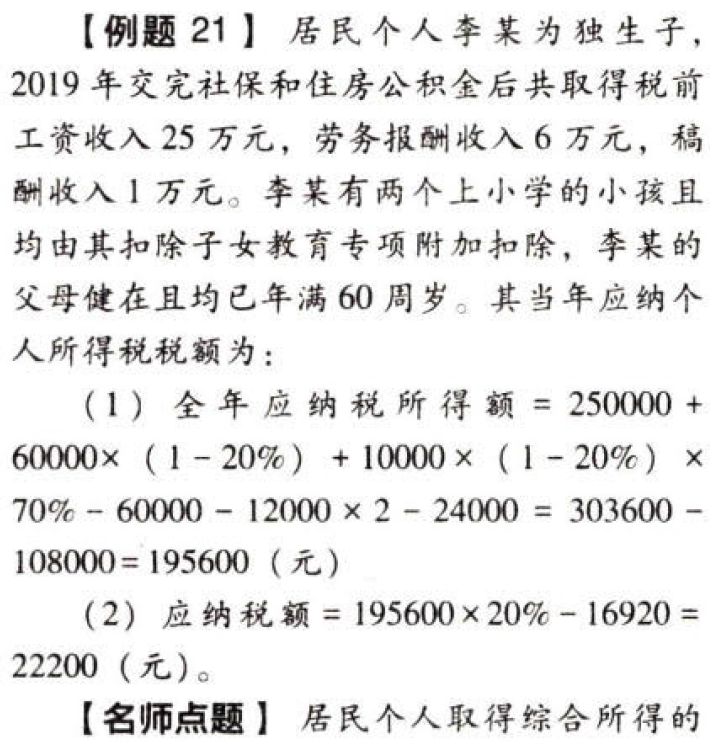 【例题 21】 居民个人李某为独生子，
2019 年交完社保和住房公积金后共取得税前
工资收入 25 万元，劳务报酬收入 6 万元，稿
酬收入 1 万元。李某有两个上小学的小孩且
均由其扣除子女教育专项附加扣除，李某的
父母健在且均已年满 60 周岁。其当年应纳个
人所得税税额为：
（1）全年应纳税所得额 = 250000 +
60000×（1－20%）+ 10000×（1－20%）×
70%－60000－12000×2－24000 = 303600－
108000＝195600（元）
（2）应纳税额＝195600×20%－16920＝
22200（元）。
【名师点题】 居民个人取得综合所得的